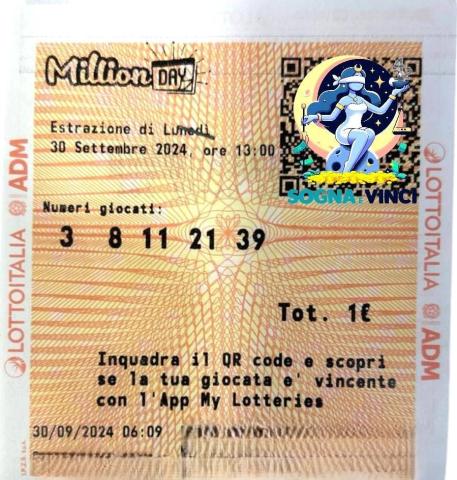 Million DAY
SOGNA E VINCI
Estrazione di Lunedì
30 Settembre 2024, ore 13:00
Numeri giocati:
3 8 11 21 39
Tot. 1€
Inquadra il QR code e scopri
se la tua giocata e' vincente
con l'App My Lotteries
30/09/2024 06:09
LOTTOITALIA ADM
LOTTOITALIA ADM